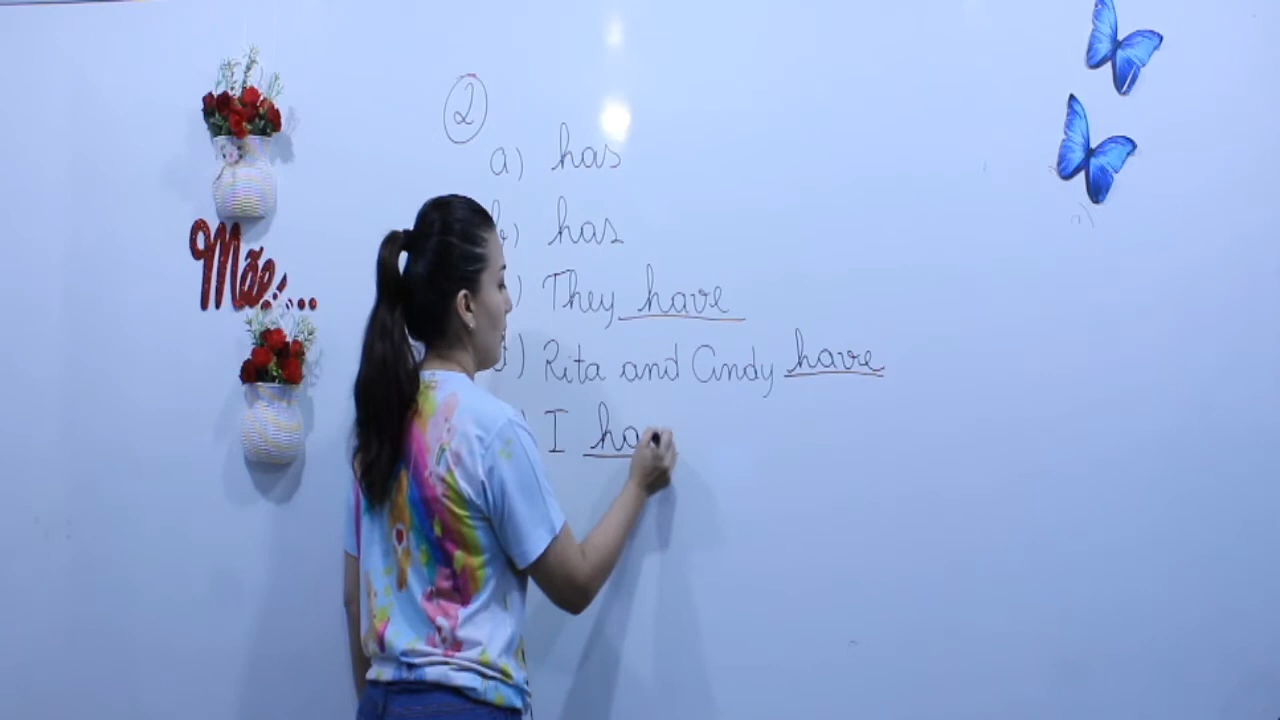 2
a) has
b) has
Mãe...
) They have
d) Rita and Cindy have
) I ha